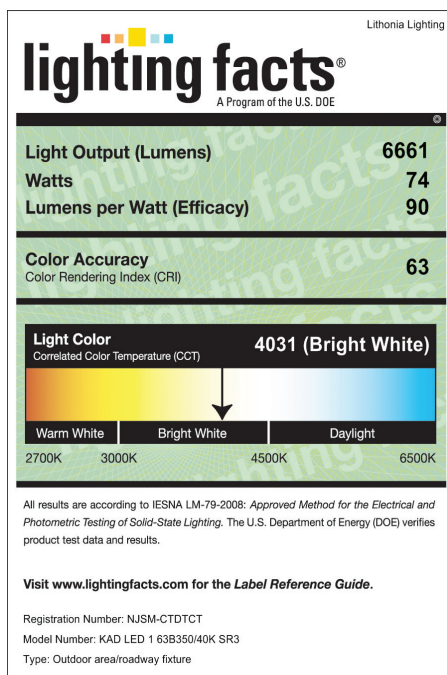 Lithonia Lighting
lighting facts®
A Program of the U.S. DOE
Light Output (Lumens) 6661
Watts 74
Lumens per Watt (Efficacy) 90
Color Accuracy
Color Rendering Index (CRI) 63
Light Color
Correlated Color Temperature (CCT) 4031 (Bright White)
Warm White Bright White Daylight
2700K 3000K 4500K 6500K
All results are according to IESNA LM-79-2008: Approved Method for the Electrical and
Photometric Testing of Solid-State Lighting. The U.S. Department of Energy (DOE) verifies
product test data and results.
Visit www.lightingfacts.com for the Label Reference Guide.
Registration Number: NJSM-CTDTCT
Model Number: KAD LED 1 63B350/40K SR3
Type: Outdoor area/roadway fixture